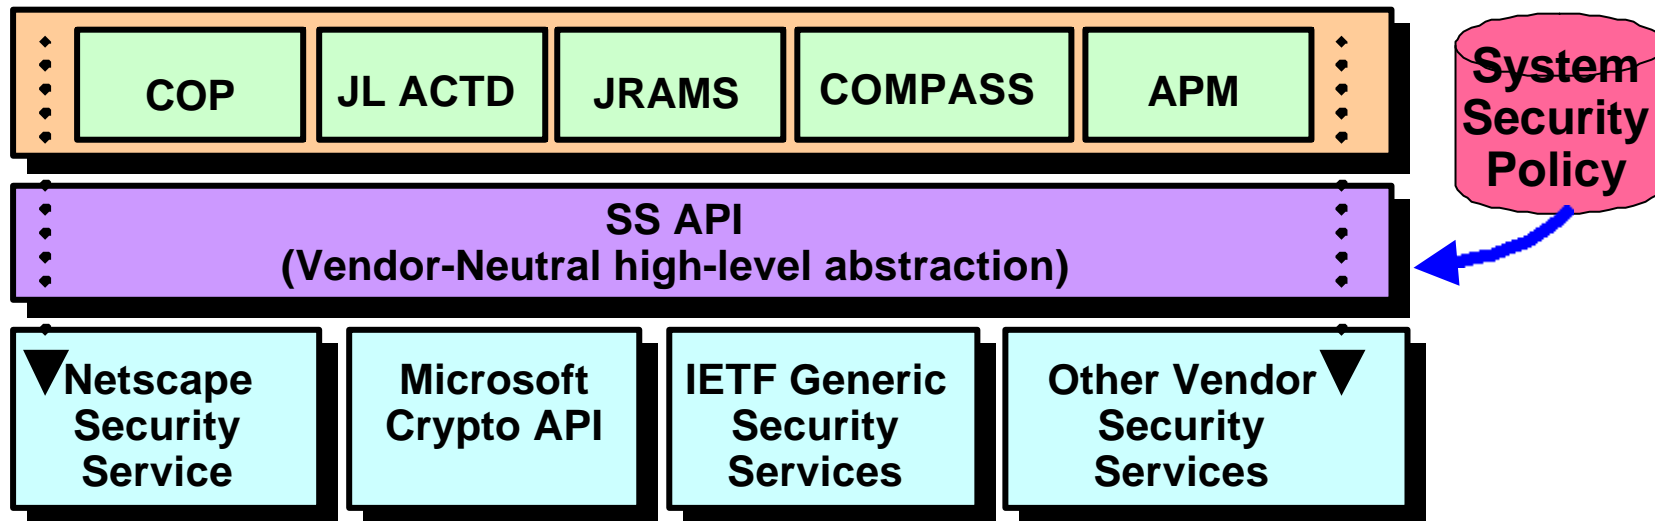 COP
JL ACTD
JRAMS
COMPASS
APM
System
Security
Policy
SS API
(Vendor-Neutral high-level abstraction)
Netscape
Security
Service
Microsoft
Crypto API
IETF Generic
Security
Services
Other Vendor
Security
Services